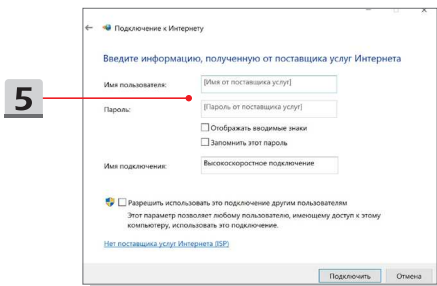 Подключение к Интернету
Введите информацию, полученную от поставщика услуг Интернета
Имя пользователя: [Имя от поставщика услуг]
5
Пароль: [Пароль от поставщика услуг]
Отображать вводимые знаки
Запомнить этот пароль
Имя подключения: Высокоскоростное подключение
Разрешить использовать это подключение другим пользователям
Этот параметр позволяет любому пользователю, имеющему доступ к этому
компьютеру, использовать это подключение.
Нет поставщика услуг Интернета (ISP)
Подключить Отмена